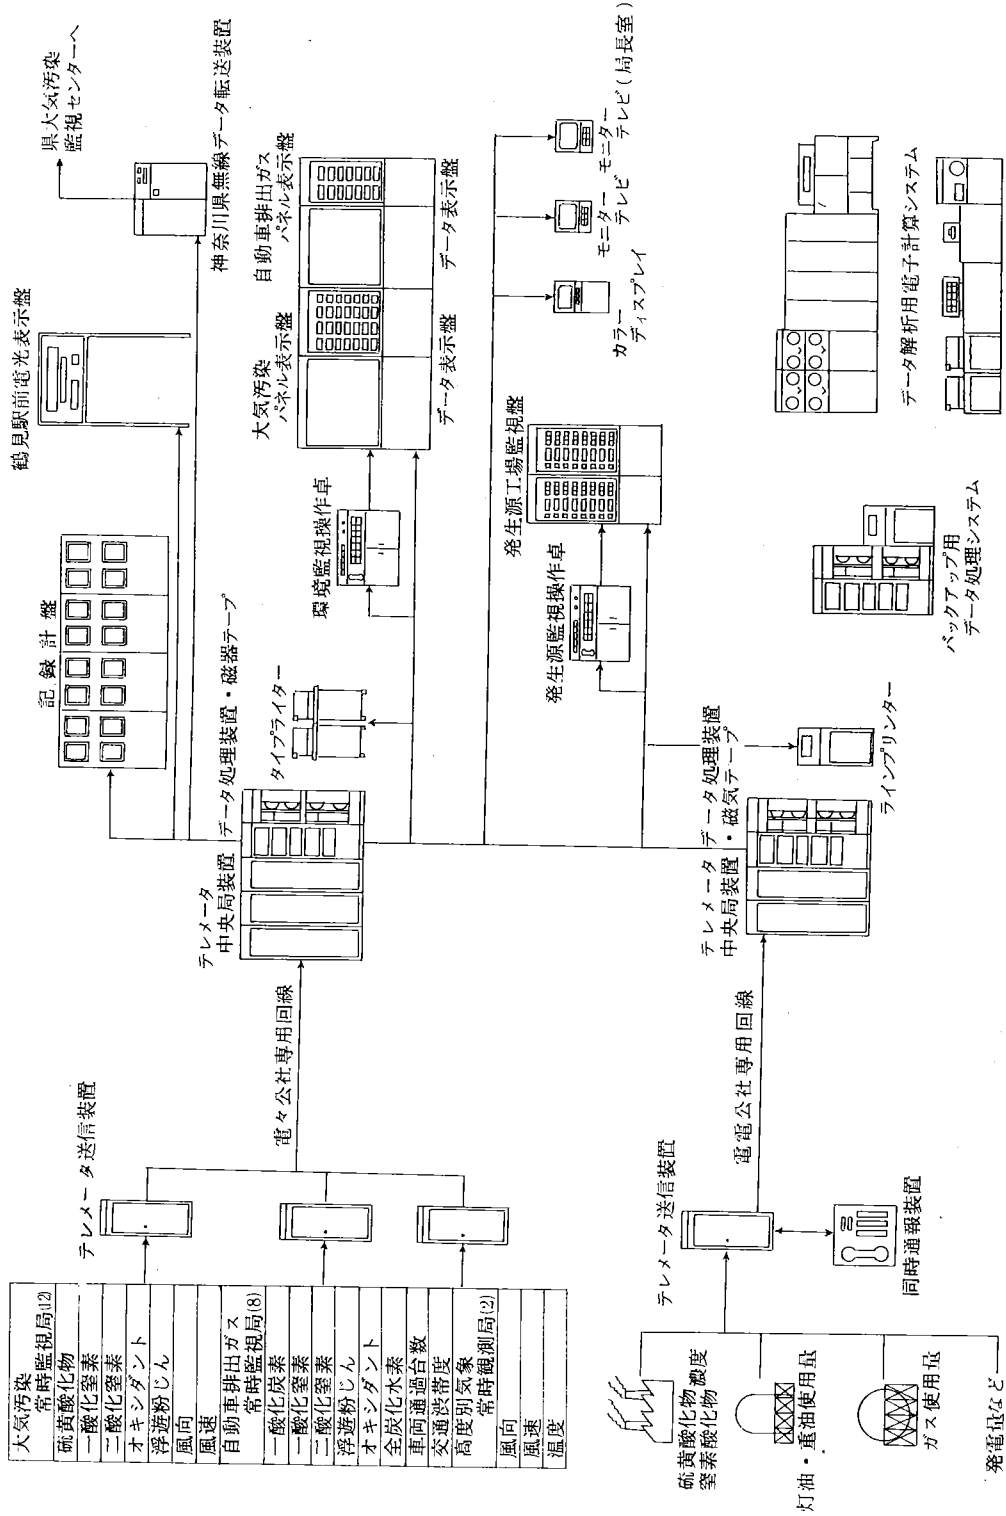 大気汚染
常時監視局(12)
硫黄酸化物
一酸化窒素
二酸化窒素
オキシダント
浮遊粉じん
風向
風速
自動車排出ガス
常時監視局(8)
一酸化炭素
一酸化窒素
二酸化窒素
浮遊粉じん
オキシダント
全炭化水素
車両通過台数
交通渋帯度
高度別気象
常時観測局(2)
風向
風速
温度
テレメータ送信装置
電々公社専用回線
テレメータ
中央局装置
データ処理装置・磁器テープ
タイプライター
記録計盤
鶴見駅前電光表示盤
県大気汚染
監視センターへ
神奈川県無線データ転送装置
環境監視操作卓
大気汚染
パネル表示盤
データ表示盤
自動車排出ガス
パネル表示盤
データ表示盤
カラー
ディスプレイ
モニター
テレビ
モニター
テレビ(局長室)
硫黄酸化物
窒素酸化物
濃度
灯油・重油使用量
ガス使用量
発電量など
テレメータ送信装置
同時通報装置
電電公社専用回線
テレメータ
中央局装置
データ処理装置
・磁気テープ
ラインプリンター
発生源監視操作卓
発生源工場監視盤
バックアップ用
データ処理システム
データ解析用電子計算システム